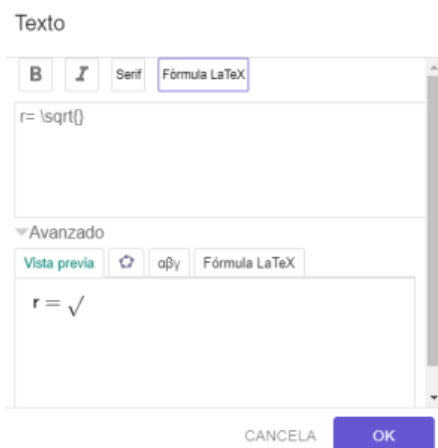 Texto
B I Serif Fórmula LaTeX
r= \sqrt{}
Avanzado
Vista previa αβγ Fórmula LaTeX
r = √
CANCELA OK